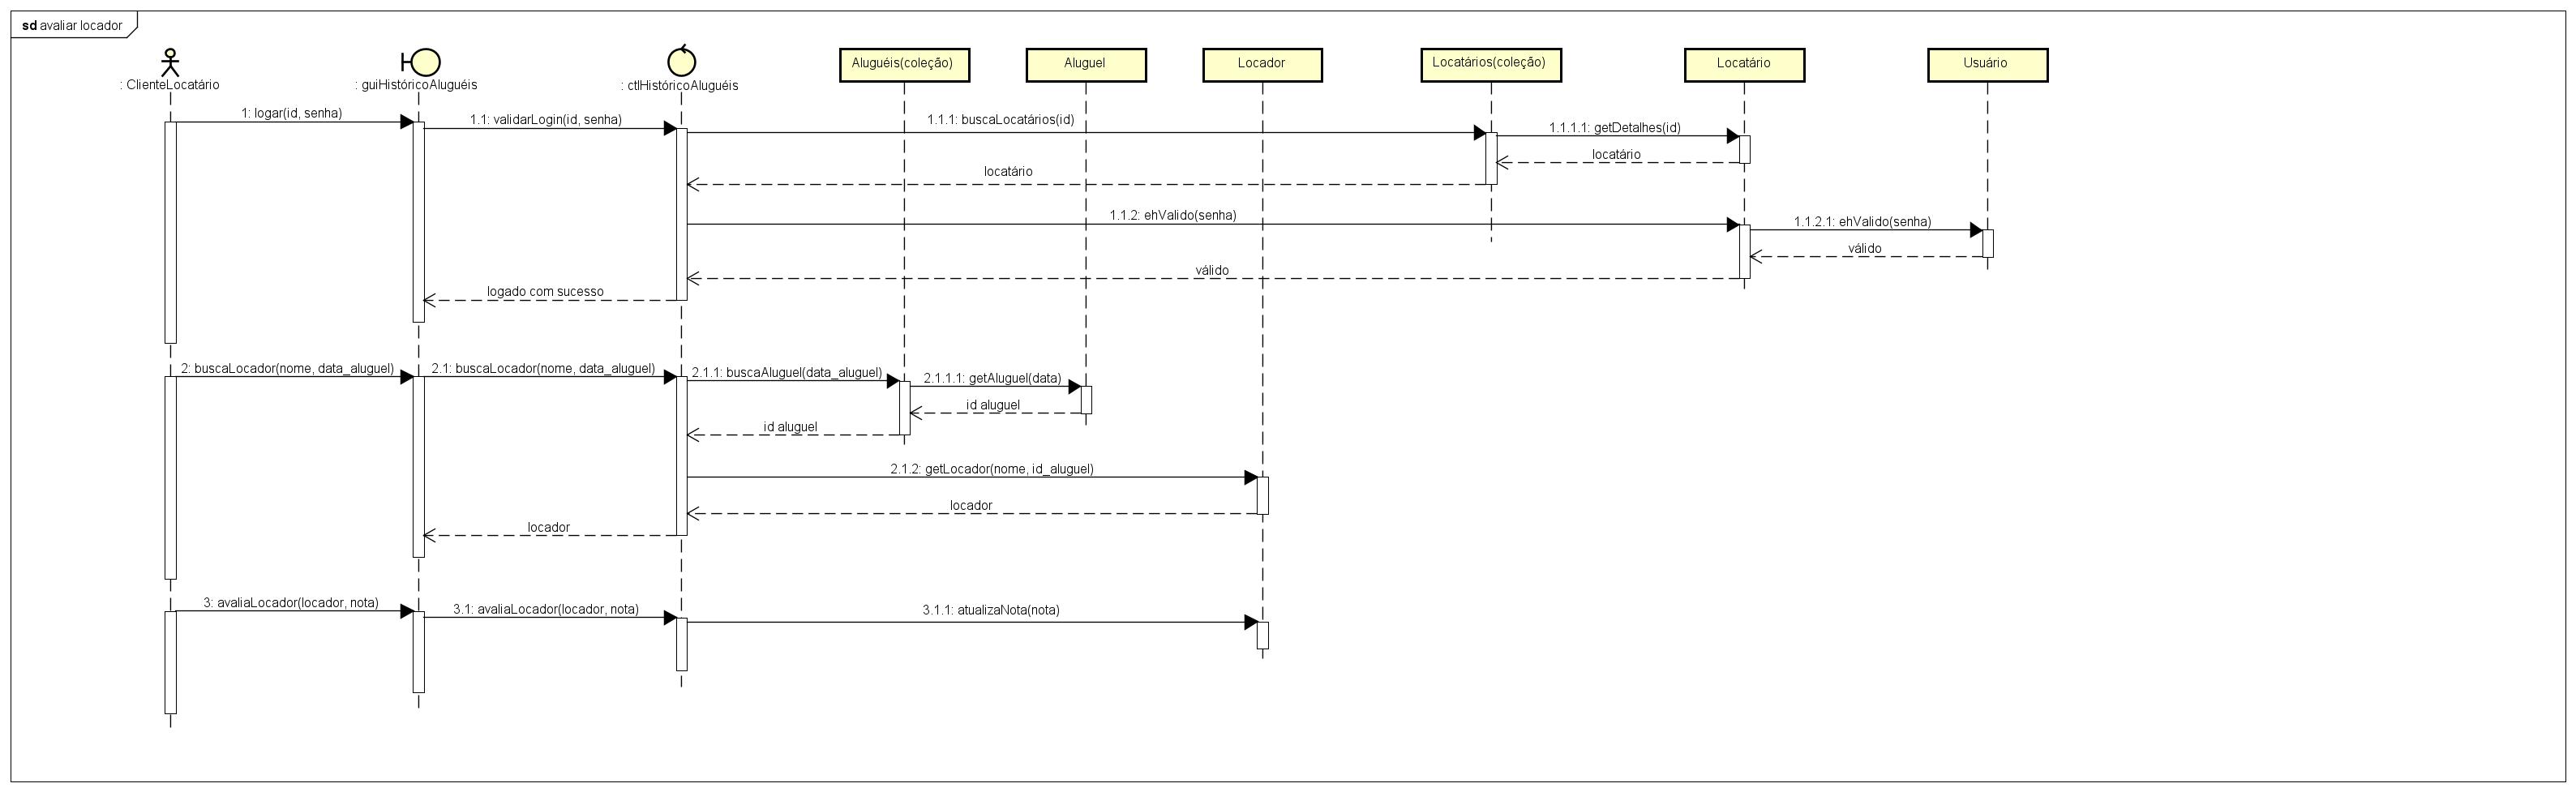 sd avaliar locador
: ClienteLocatário
: guiHistóricoAluguéis
: ctlHistóricoAluguéis
Aluguéis(coleção)
Aluguel
Locador
Locatários(coleção)
Locatário
Usuário
1: logar(id, senha)
1.1: validarLogin(id, senha)
1.1.1: buscaLocatários(id)
1.1.1.1: getDetalhes(id)
locatário
locatário
1.1.2: ehValido(senha)
1.1.2.1: ehValido(senha)
válido
válido
logado com sucesso
2: buscaLocador(nome, data_aluguel)
2.1: buscaLocador(nome, data_aluguel)
2.1.1: buscaAluguel(data_aluguel)
2.1.1.1: getAluguel(data)
id aluguel
id aluguel
2.1.2: getLocador(nome, id_aluguel)
locador
locador
3: avaliaLocador(locador, nota)
3.1: avaliaLocador(locador, nota)
3.1.1: atualizaNota(nota)